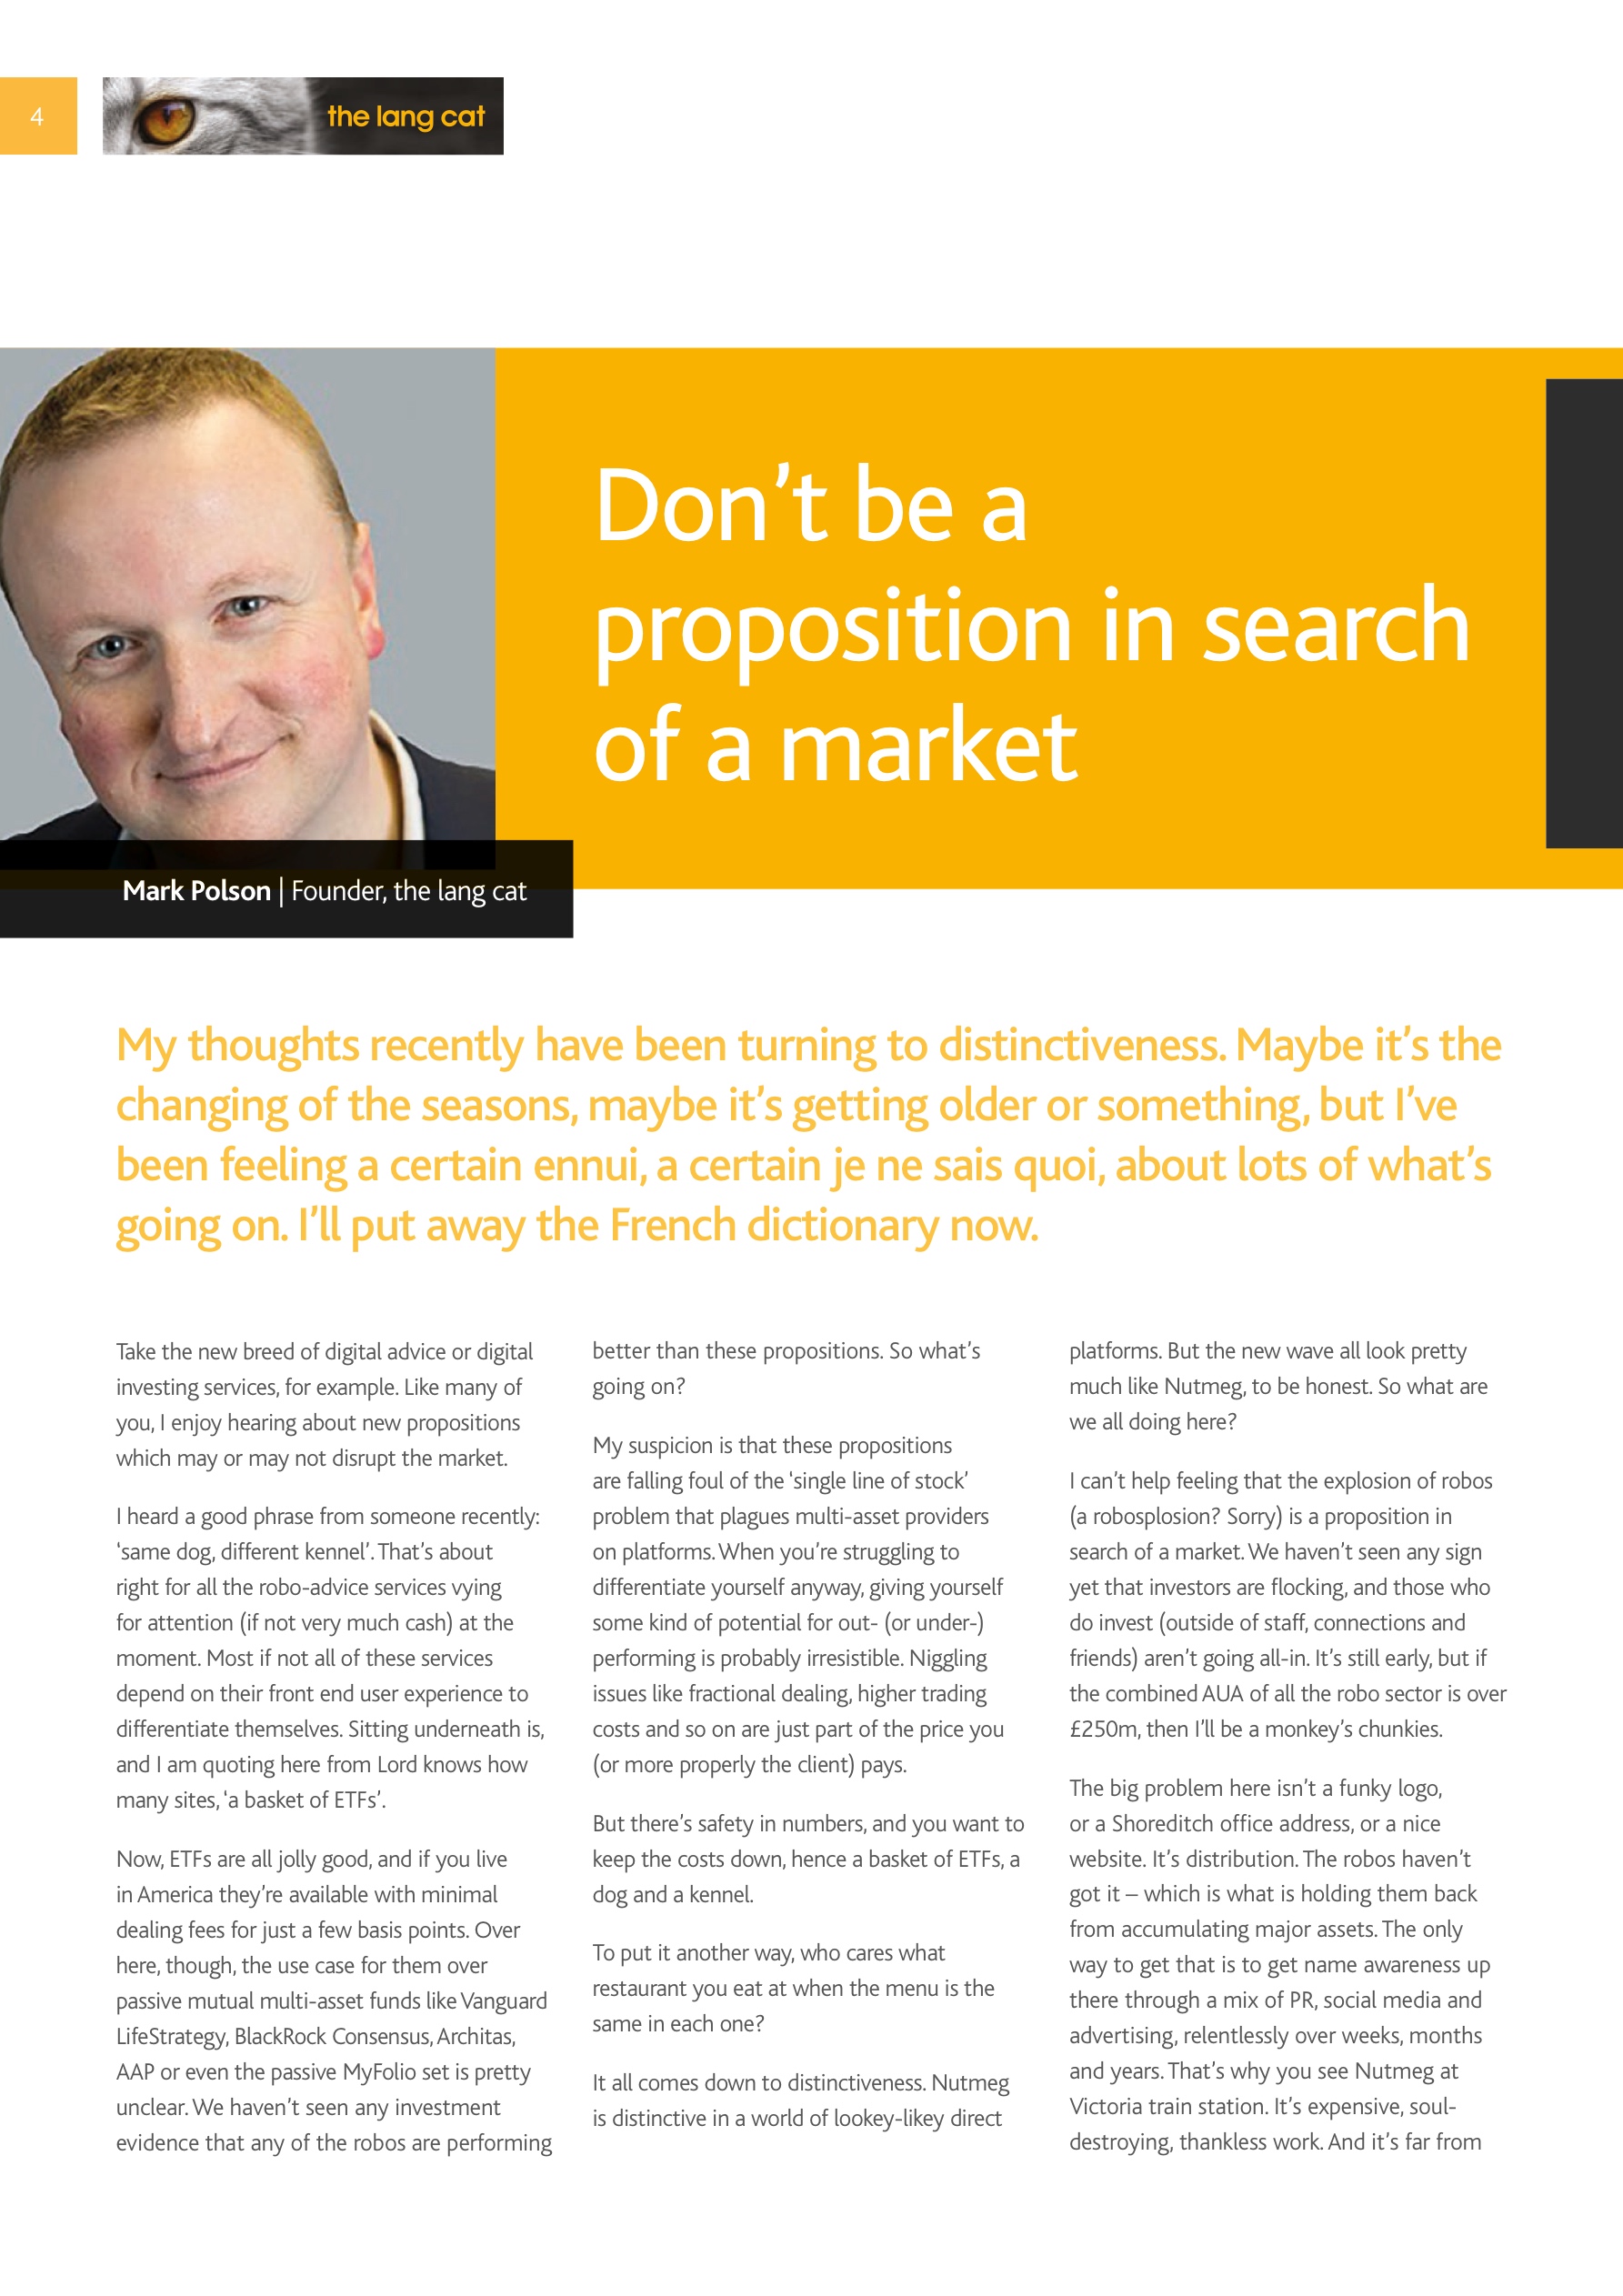 4
the lang cat
Don’t be a
proposition in search
of a market
Mark Polson | Founder, the lang cat
My thoughts recently have been turning to distinctiveness. Maybe it’s the
changing of the seasons, maybe it’s getting older or something, but I’ve
been feeling a certain ennui, a certain je ne sais quoi, about lots of what’s
going on. I’ll put away the French dictionary now.
Take the new breed of digital advice or digital
investing services, for example. Like many of
you, I enjoy hearing about new propositions
which may or may not disrupt the market.
I heard a good phrase from someone recently:
‘same dog, different kennel’. That’s about
right for all the robo-advice services vying
for attention (if not very much cash) at the
moment. Most if not all of these services
depend on their front end user experience to
differentiate themselves. Sitting underneath is,
and I am quoting here from Lord knows how
many sites, ‘a basket of ETFs’.
Now, ETFs are all jolly good, and if you live
in America they’re available with minimal
dealing fees for just a few basis points. Over
here, though, the use case for them over
passive mutual multi-asset funds like Vanguard
LifeStrategy, BlackRock Consensus, Architas,
AAP or even the passive MyFolio set is pretty
unclear. We haven’t seen any investment
evidence that any of the robos are performing
better than these propositions. So what’s
going on?
My suspicion is that these propositions
are falling foul of the ‘single line of stock’
problem that plagues multi-asset providers
on platforms. When you’re struggling to
differentiate yourself anyway, giving yourself
some kind of potential for out- (or under-)
performing is probably irresistible. Niggling
issues like fractional dealing, higher trading
costs and so on are just part of the price you
(or more properly the client) pays.
But there’s safety in numbers, and you want to
keep the costs down, hence a basket of ETFs, a
dog and a kennel.
To put it another way, who cares what
restaurant you eat at when the menu is the
same in each one?
It all comes down to distinctiveness. Nutmeg
is distinctive in a world of lookey-likey direct
platforms. But the new wave all look pretty
much like Nutmeg, to be honest. So what are
we all doing here?
I can’t help feeling that the explosion of robos
(a robosplosion? Sorry) is a proposition in
search of a market. We haven’t seen any sign
yet that investors are flocking, and those who
do invest (outside of staff, connections and
friends) aren’t going all-in. It’s still early, but if
the combined AUA of all the robo sector is over
£250m, then I’ll be a monkey’s chunkies.
The big problem here isn’t a funky logo,
or a Shoreditch office address, or a nice
website. It’s distribution. The robos haven’t
got it – which is what is holding them back
from accumulating major assets. The only
way to get that is to get name awareness up
there through a mix of PR, social media and
advertising, relentlessly over weeks, months
and years. That’s why you see Nutmeg at
Victoria train station. It’s expensive, soul-
destroying, thankless work. And it’s far from